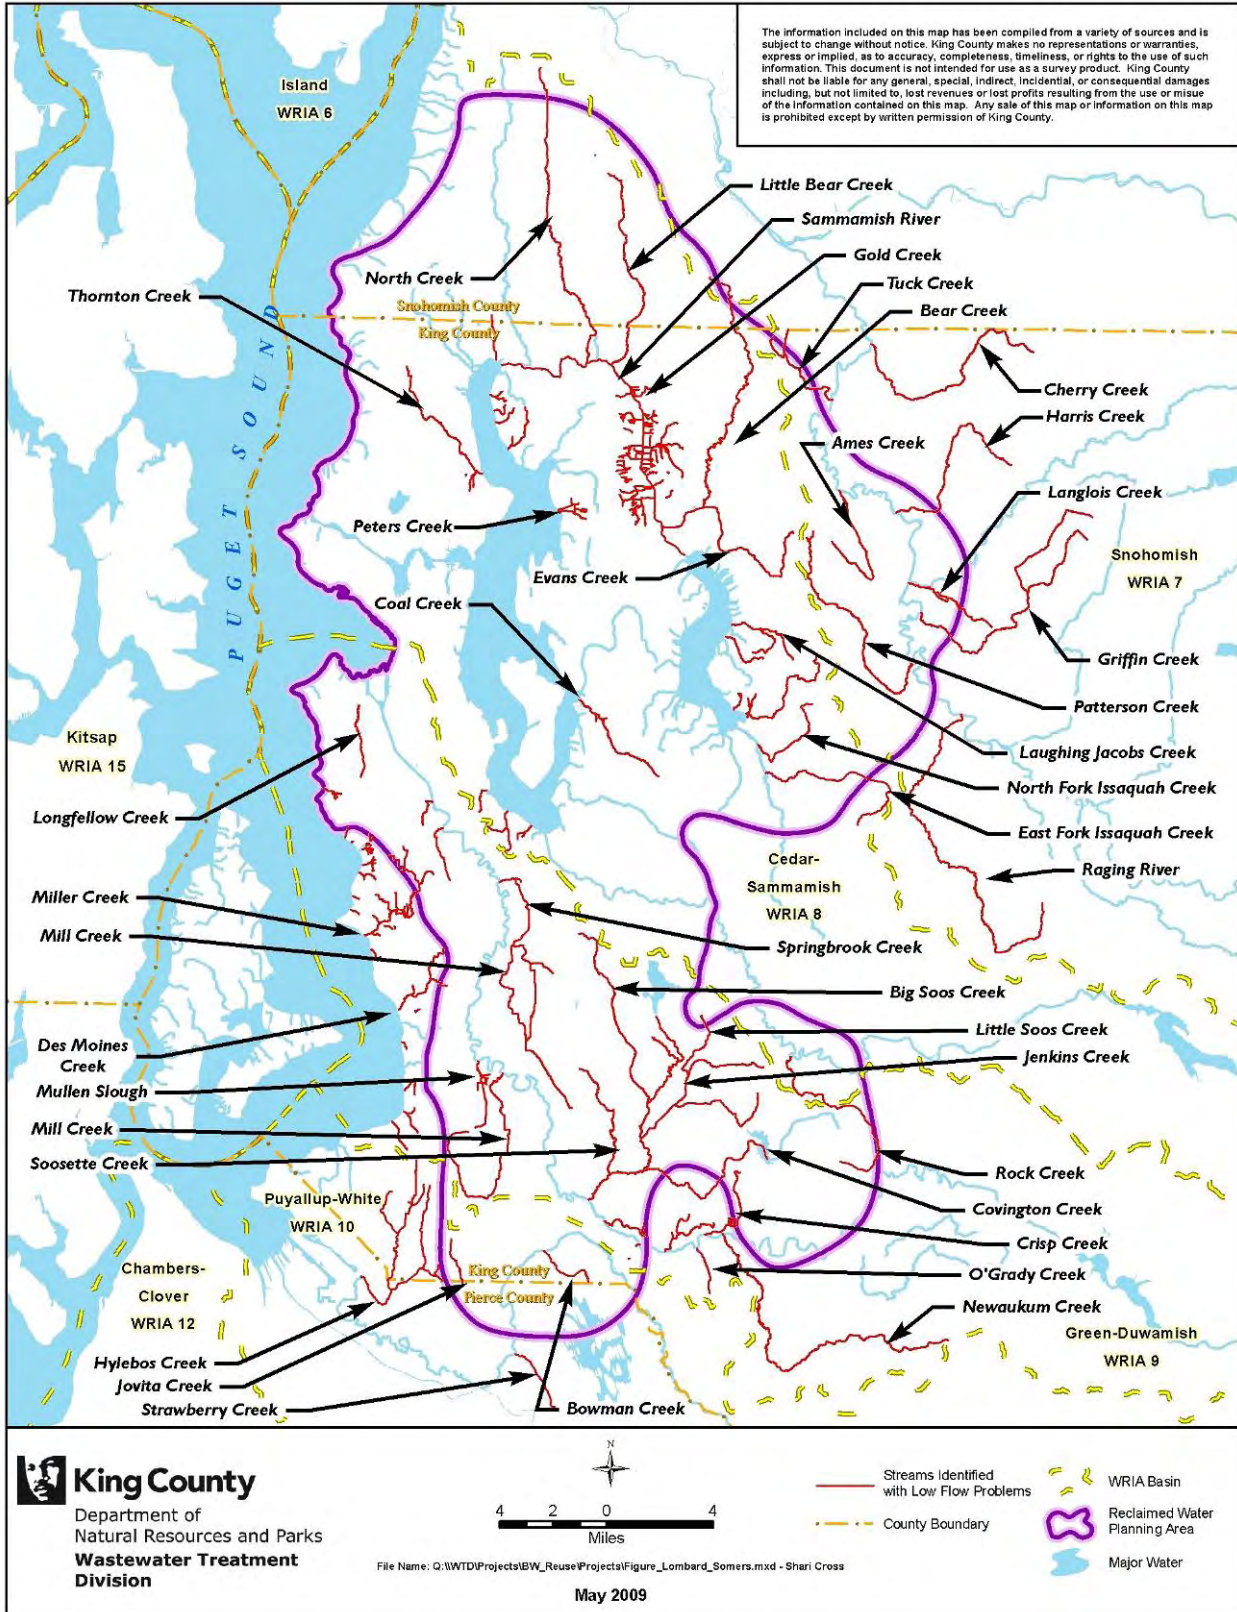 The information included on this map has been compiled from a variety of sources and is
subject to change without notice. King County makes no representations or warranties,
express or implied, as to accuracy, completeness, timeliness, or rights to the use of such
information. This document is not intended for use as a survey product. King County
shall not be liable for any general, special, indirect, incidental, or consequential damages
including, but not limited to, lost revenues or lost profits resulting from the use or misue
of the information contained on this map. Any sale of this map or information on this map
is prohibited except by written permission of King County.
Island
WRIA 6
Little Bear Creek
Sammamish River
North Creek
Gold Creek
Thornton Creek
Tuck Creek
Snohomish County
Bear Creek
King County
PUGET SOUND
Cherry Creek
Harris Creek
Ames Creek
Langlois Creek
Peters Creek
Snohomish
WRIA 7
Evans Creek
Coal Creek
Griffin Creek
Patterson Creek
Kitsap
WRIA 15
Laughing Jacobs Creek
North Fork Issaquah Creek
Longfellow Creek
East Fork Issaquah Creek
Cedar-
Sammamish
WRIA 8
Raging River
Miller Creek
Mill Creek
Springbrook Creek
Big Soos Creek
Little Soos Creek
Des Moines
Creek
Jenkins Creek
Mullen Slough
Mill Creek
Soosette Creek
Rock Creek
Puyallup-White
WRIA 10
Covington Creek
Crisp Creek
Chambers-
Clover
WRIA 12
King County
Pierce County
O'Grady Creek
Newaukum Creek
Green-Duwamish
WRIA 9
Hylebos Creek
Jovita Creek
Strawberry Creek
Bowman Creek
King County
Department of
Natural Resources and Parks
Wastewater Treatment
Division
N
4 2 0 4
Miles
File Name: Q:\\WTD\Projects\BW_Reuse\Projects\Figure_Lombard_Somers.mxd - Shari Cross
May 2009
Streams Identified
with Low Flow Problems
County Boundary
WRIA Basin
Reclaimed Water
Planning Area
Major Water